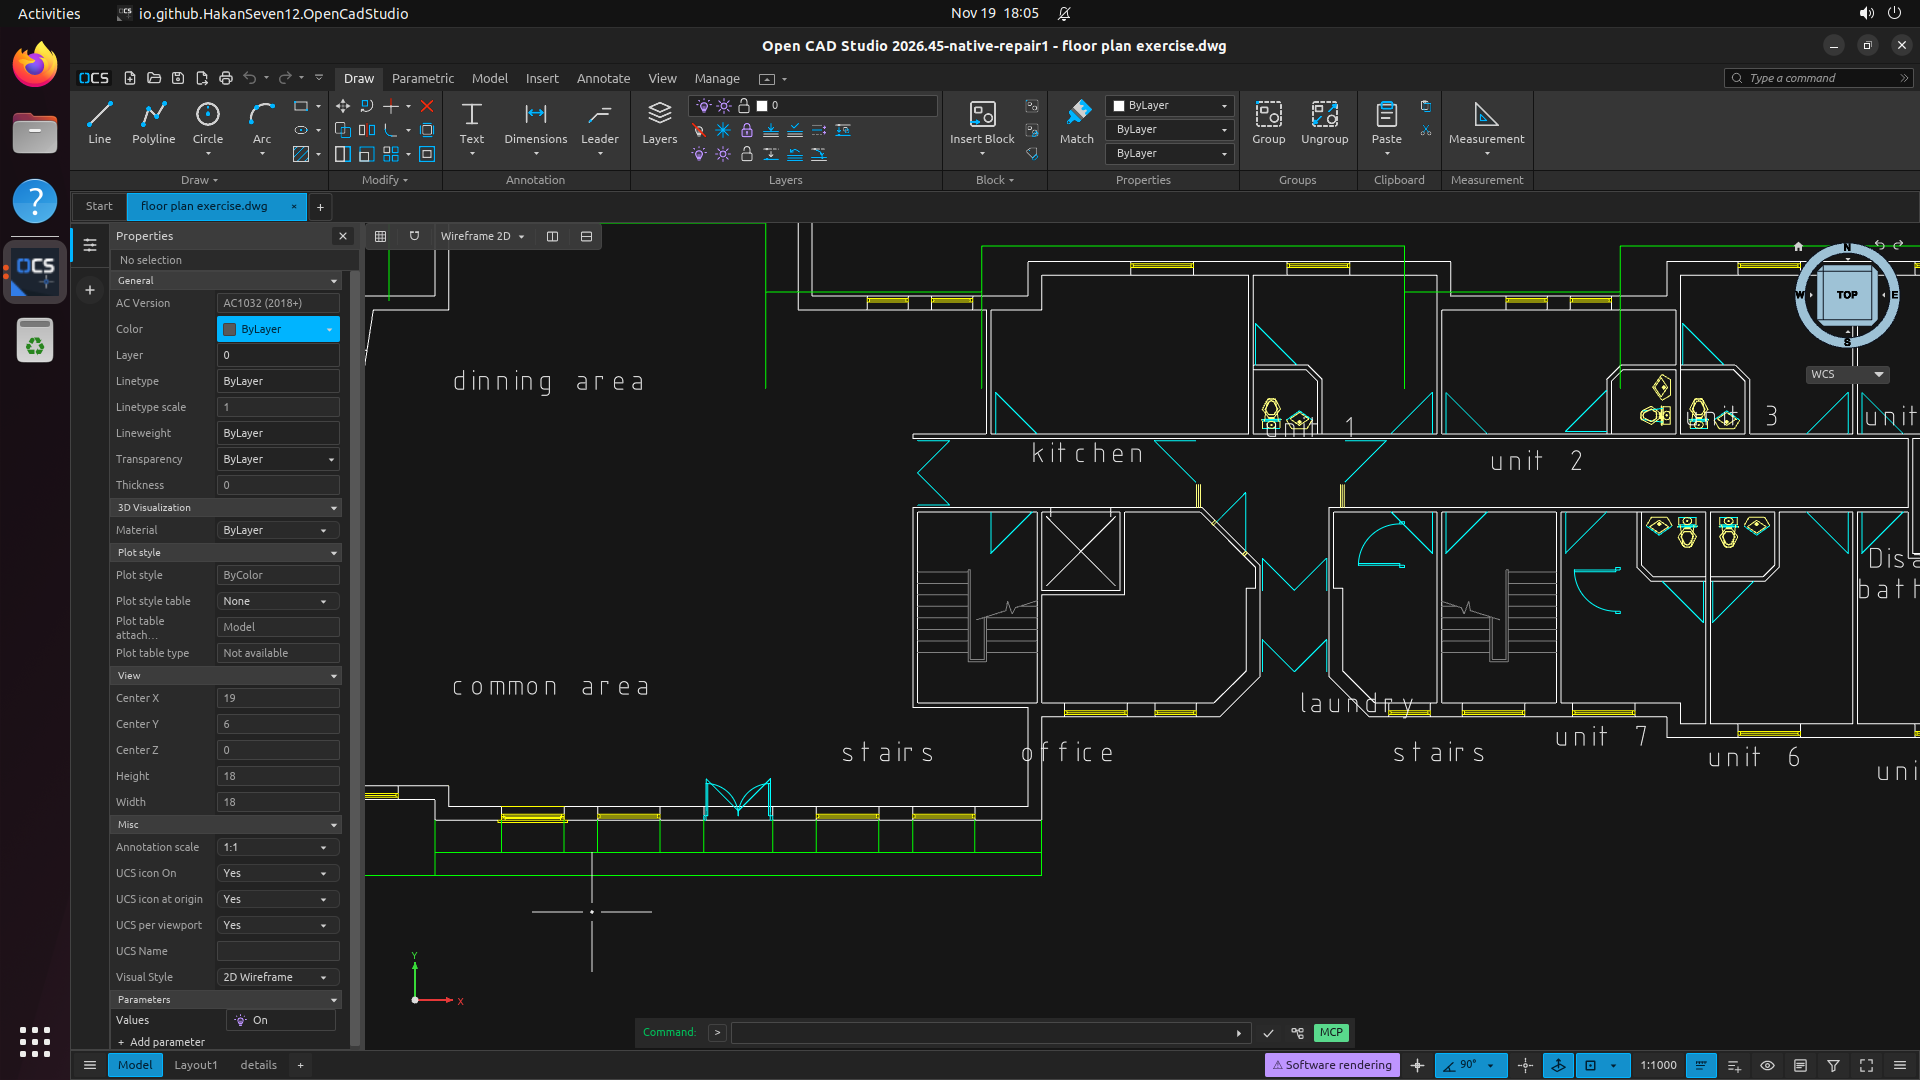 Activities
io.github.HakanSeven12.OpenCadStudio
Nov 19 18:05
Open CAD Studio 2026.45-native-repair1 - floor plan exercise.dwg
OCS
Draw Parametric Model Insert Annotate View Manage
Type a command
Line Polyline Circle Arc
Text Dimensions Leader
Layers
0
Insert Block
Match
ByLayer
ByLayer
ByLayer
Group Ungroup
Paste
Measurement
Draw Modify Annotation Layers Block Properties Groups Clipboard Measurement
Start floor plan exercise.dwg
Properties
No selection
Wireframe 2D
General
AC Version AC1032 (2018+)
Color ByLayer
Layer 0
Linetype ByLayer
Linetype scale 1
Lineweight ByLayer
Transparency ByLayer
Thickness 0
3D Visualization
Material ByLayer
Plot style
Plot style ByColor
Plot style table None
Plot table attach... Model
Plot table type Not available
View
Center X 19
Center Y 6
Center Z 0
Height 18
Width 18
Misc
Annotation scale 1:1
UCS icon On Yes
UCS icon at origin Yes
UCS per viewport Yes
UCS Name
Visual Style 2D Wireframe
Parameters
Values On
+ Add parameter
N
W TOP E
S
WCS
dinning area
kitchen
unit 1
unit 2
unit 3
unit
common area
stairs
office
laundry
stairs
unit 7
unit 6
Y
X
Command: >
MCP
Model Layout1 details +
Software rendering
90°
1:1000